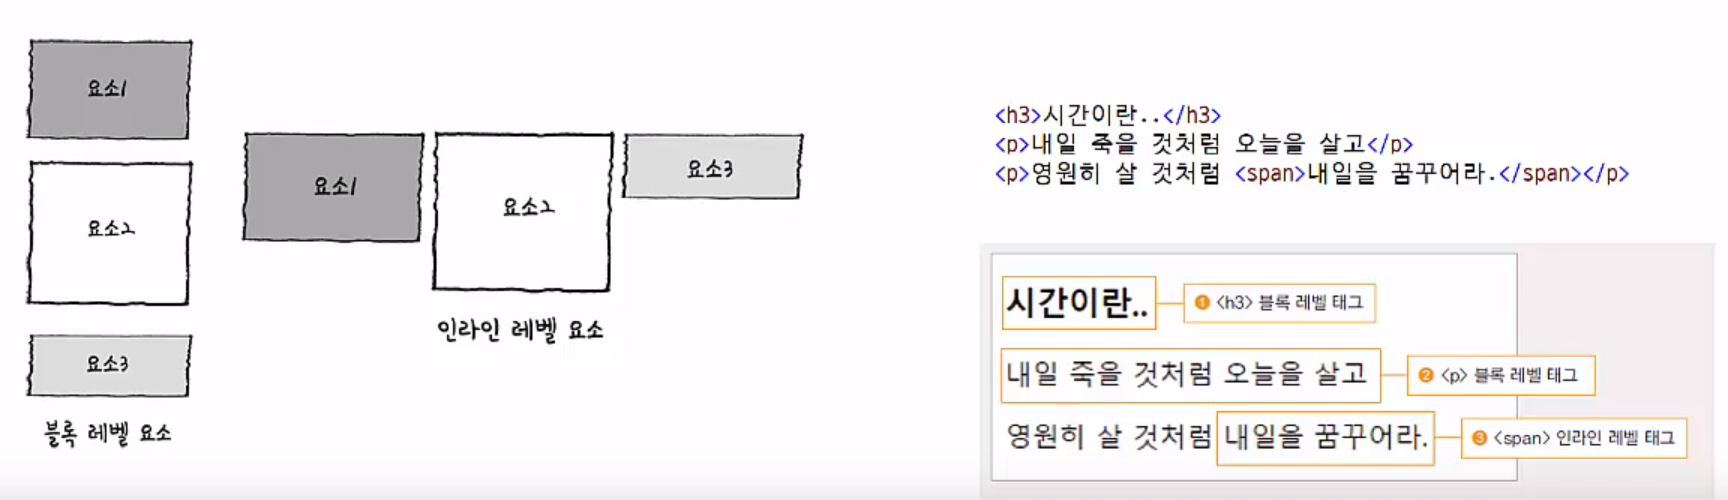 요소1
요소2
요소3
블록 레벨 요소
요소1
요소2
요소3
인라인 레벨 요소
<h3>시간이란..</h3>
<p>내일 죽을 것처럼 오늘을 살고</p>
<p>영원히 살 것처럼 <span>내일을 꿈꾸어라.</span></p>
시간이란..
❶ <h3> 블록 레벨 태그
내일 죽을 것처럼 오늘을 살고
❷ <p> 블록 레벨 태그
영원히 살 것처럼 내일을 꿈꾸어라.
❸ <span> 인라인 레벨 태그